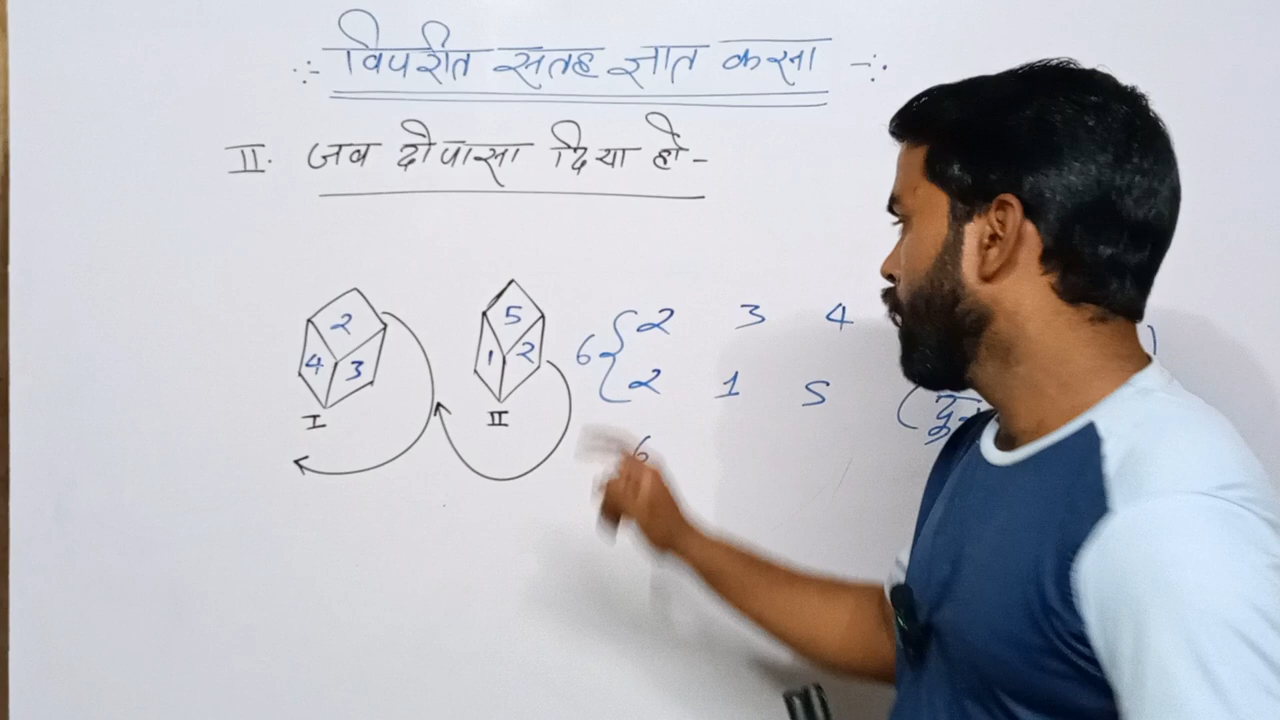 :- विपरीत सतह ज्ञात करना -:
II. जब दो पासा दिया हो -
2
4 3
I
5
1 2
II
6 { 2 3 4
2 1 5
6